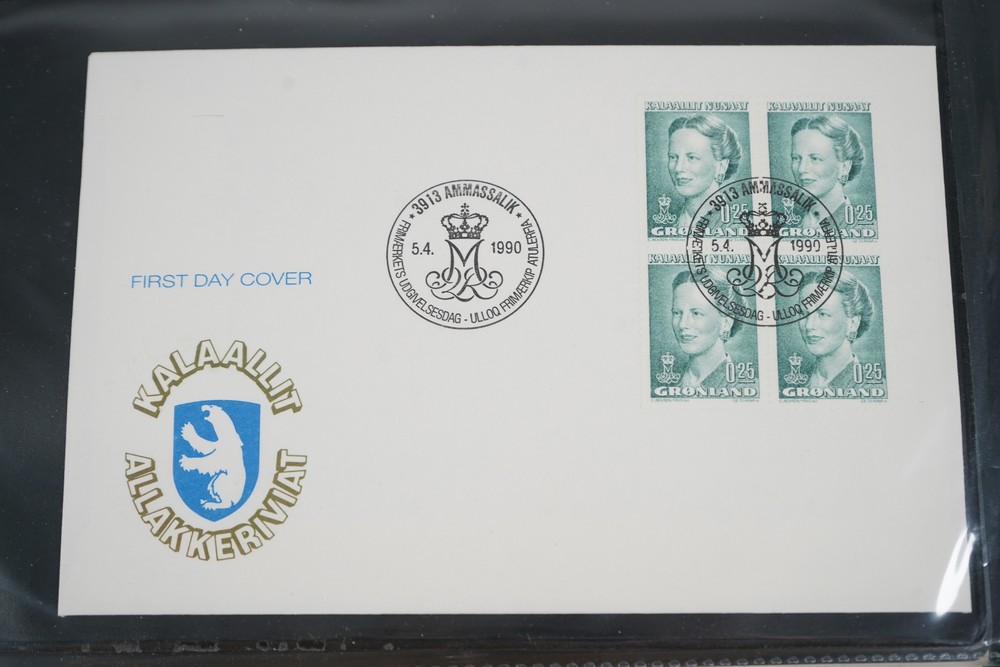 FIRST DAY COVER
KALAALLIT
ALLAKKERIVIAT
3913 AMMASSALIK
5.4. 1990
FRIMÆRKETS UDGIVELSESDAG - ULLOQ FRIMÆRKIP ATULERFIA
KALAALLIT NUNAAT
0.25
GRØNLAND
KALAALLIT NUNAAT
0.25
GRØNLAND
3913 AMMASSALIK
5.4. 1990
FRIMÆRKETS UDGIVELSESDAG - ULLOQ FRIMÆRKIP ATULERFIA
KALAALLIT NUNAAT
0.25
GRØNLAND
KALAALLIT NUNAAT
0.25
GRØNLAND